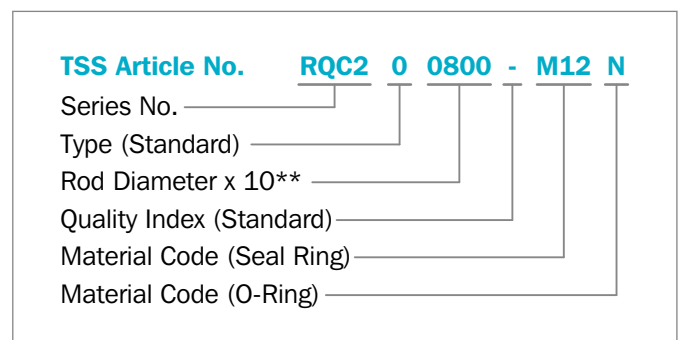 TSS Article No. RQC2 0 0800 - M12 N
Series No.
Type (Standard)
Rod Diameter x 10**
Quality Index (Standard)
Material Code (Seal Ring)
Material Code (O-Ring)